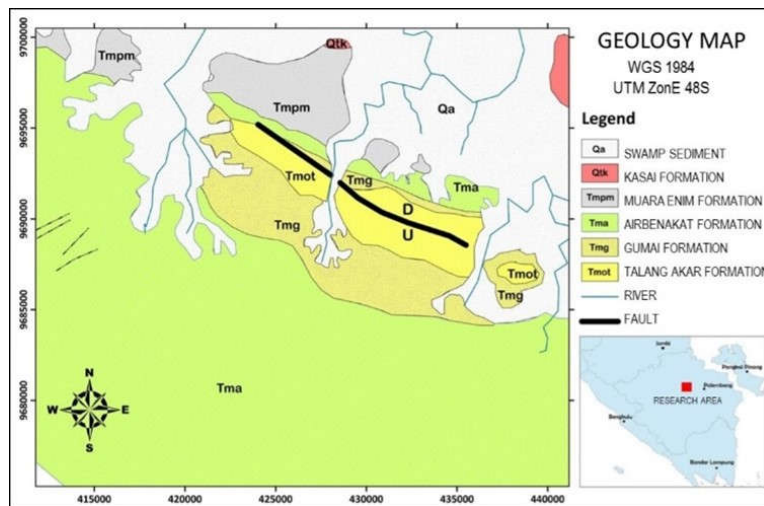 GEOLOGY MAP
WGS 1984
UTM ZonE 48S
Legend
Qa SWAMP SEDIMENT
Qtk KASAI FORMATION
Tmpm MUARA ENIM FORMATION
Tma AIRBENAKAT FORMATION
Tmg GUMAI FORMATION
Tmot TALANG AKAR FORMATION
RIVER
FAULT
Jambi
Pangkal Pinang
Palembang
RESEARCH AREA
Bengkulu
Bandar Lampung
9700000
9695000
9690000
9685000
9680000
Qtk
Tmpm
Tmpm
Qa
Tmot
Tmg
Tma
D
U
Tmg
Tmot
Tmg
Tma
N
W E
S
415000 420000 425000 430000 435000 440000